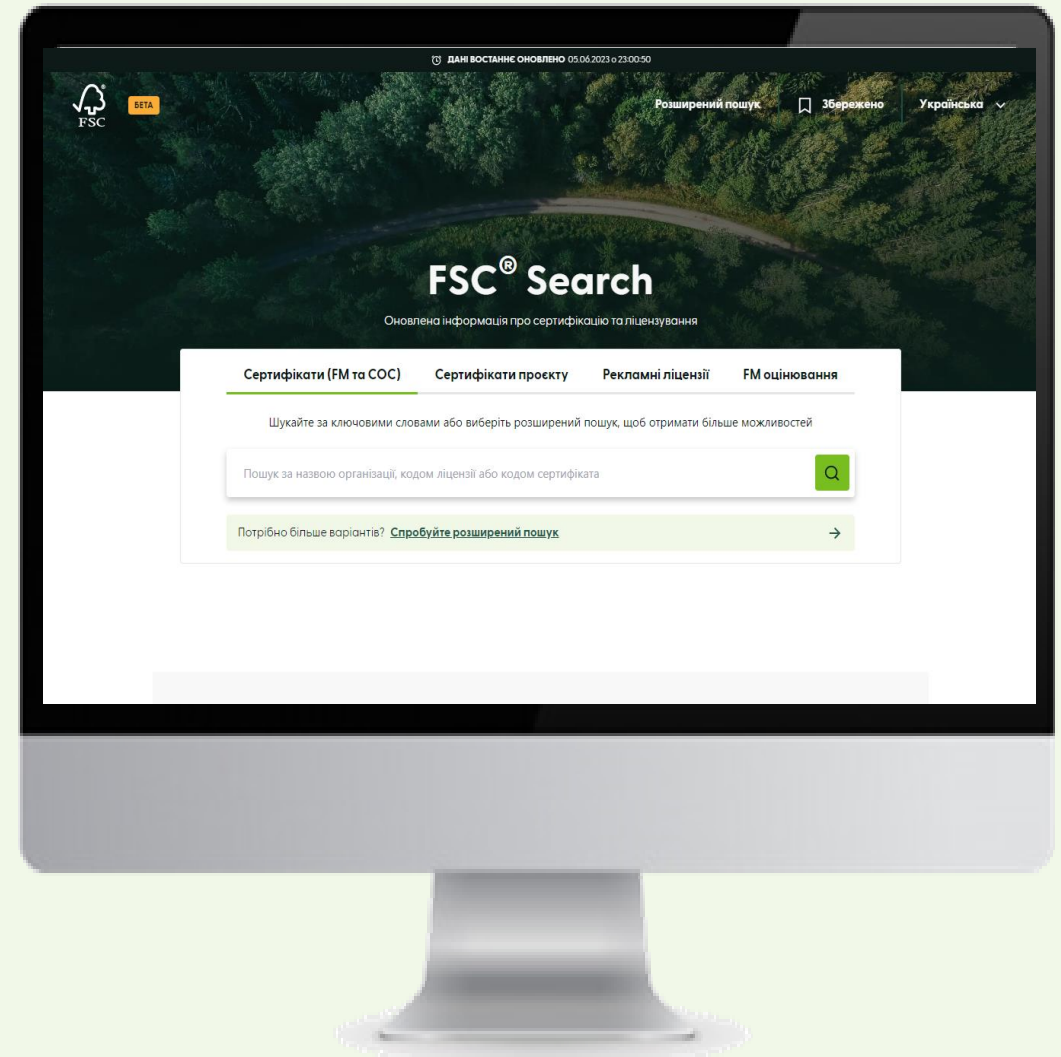 ДАНІ ВОСТАННЄ ОНОВЛЕНО 05.06.2023 о 23:00:50
FSC
БЕТА
Розширений пошук
Збережено
Українська
FSC® Search
Оновлена інформація про сертифікацію та ліцензування
Сертифікати (FM та COC) Сертифікати проєкту Рекламні ліцензії FM оцінювання
Шукайте за ключовими словами або виберіть розширений пошук, щоб отримати більше можливостей
Пошук за назвою організації, кодом ліцензії або кодом сертифіката
Потрібно більше варіантів? Спробуйте розширений пошук